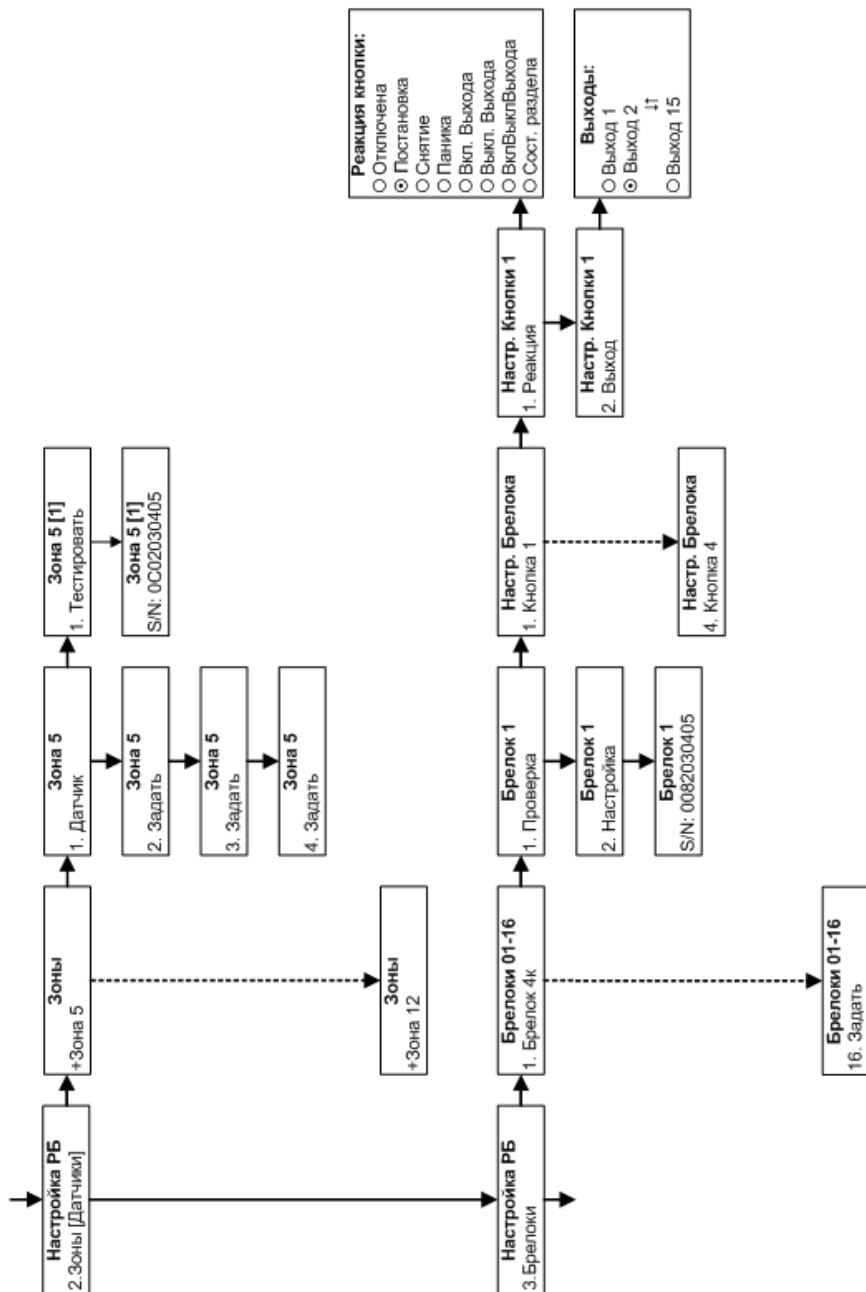 Настройка РБ
2.Зоны [Датчики]
Зоны
+Зона 5
Зоны
+Зона 12
Зона 5
1. Датчик
Зона 5
2. Задать
Зона 5
3. Задать
Зона 5
4. Задать
Зона 5 [1]
1. Тестировать
Зона 5 [1]
S/N: 0C02030405
Настройка РБ
3.Брелоки
Брелоки 01-16
1. Брелок 4к
Брелоки 01-16
16. Задать
Брелок 1
1. Проверка
Брелок 1
2. Настройка
Брелок 1
S/N: 0082030405
Настр. Брелока
1. Кнопка 1
Настр. Брелока
4. Кнопка 4
Настр. Кнопки 1
1. Реакция
Настр. Кнопки 1
2. Выход
Реакция кнопки:
Отключена
Постановка
Снятие
Паника
Вкл. Выхода
Выкл. Выхода
ВклВыклВыхода
Сост. раздела
Выходы:
Выход 1
Выход 2
Выход 15